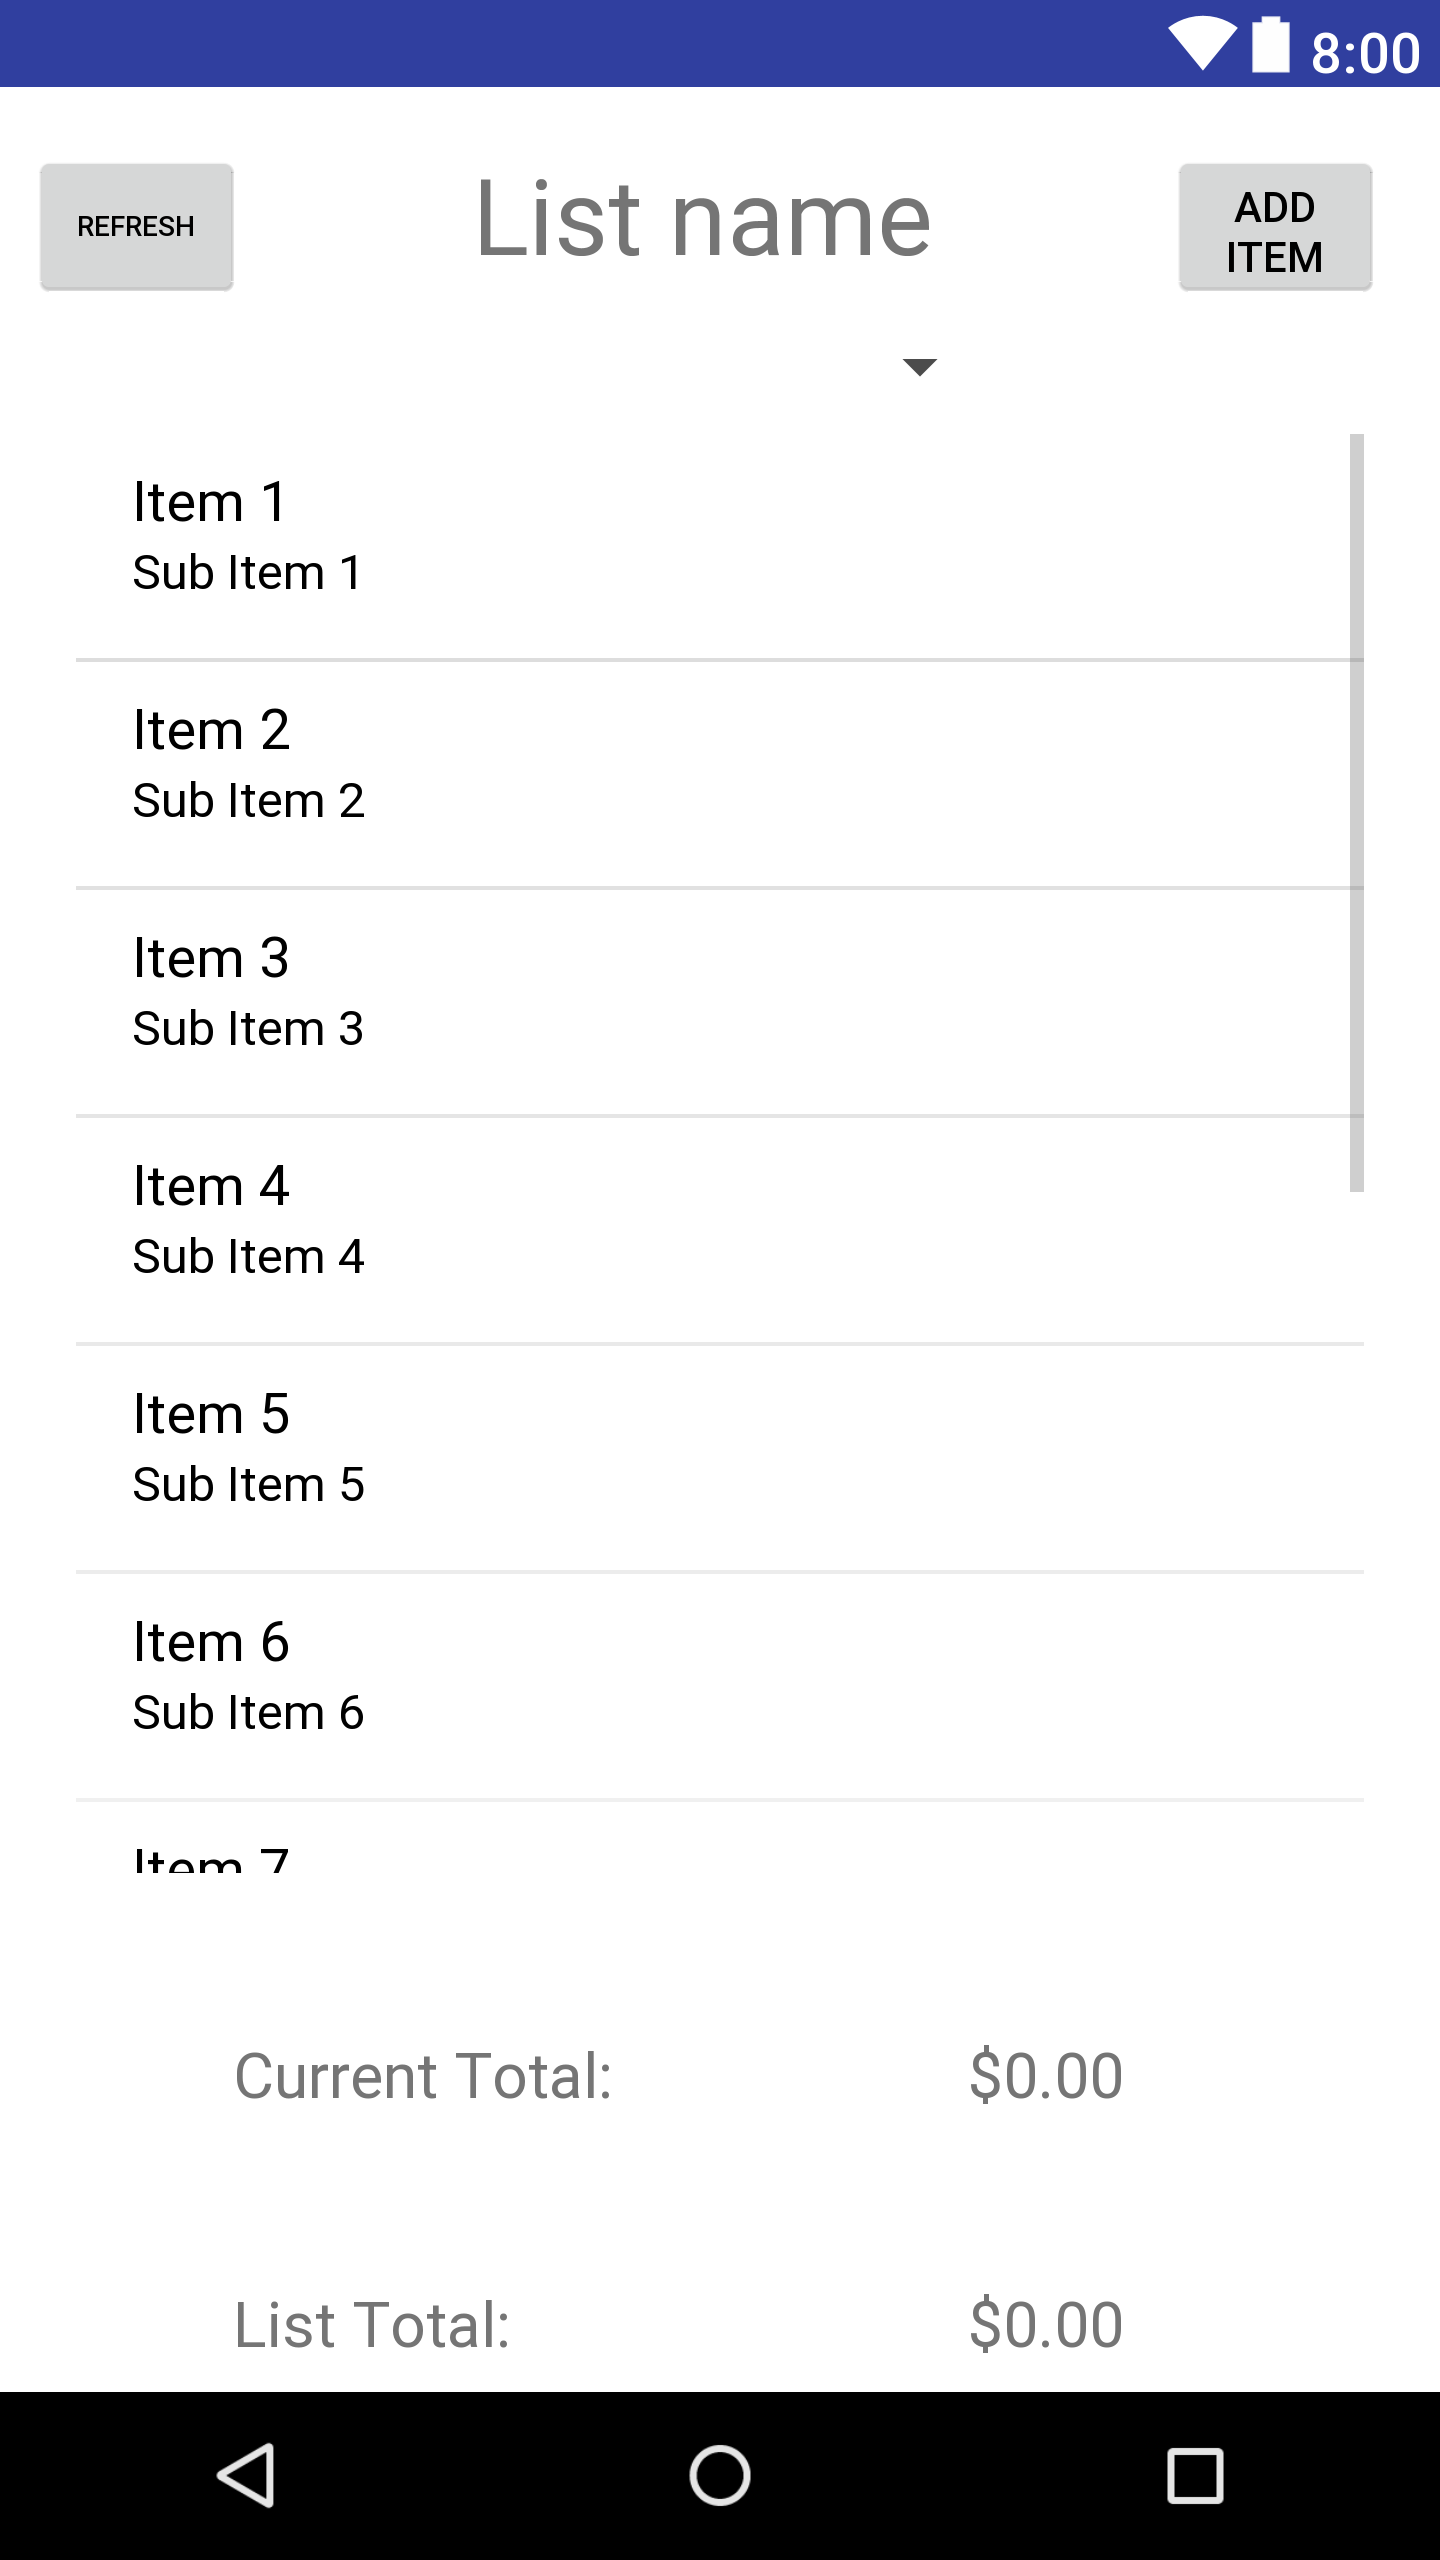 8:00
REFRESH
List name
ADD
ITEM
Item 1
Sub Item 1
Item 2
Sub Item 2
Item 3
Sub Item 3
Item 4
Sub Item 4
Item 5
Sub Item 5
Item 6
Sub Item 6
Item 7
Current Total: $0.00
List Total: $0.00